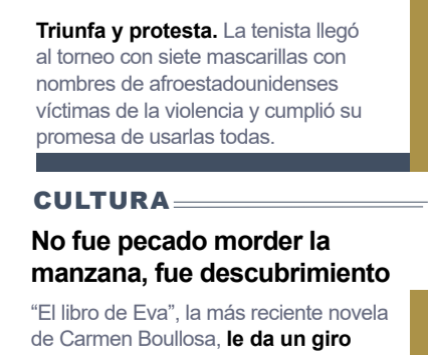 Triunfa y protesta. La tenista llegó
al torneo con siete mascarillas con
nombres de afroestadounidenses
víctimas de la violencia y cumplió su
promesa de usarlas todas.
CULTURA
No fue pecado morder la
manzana, fue descubrimiento
“El libro de Eva”, la más reciente novela
de Carmen Boullosa, le da un giro